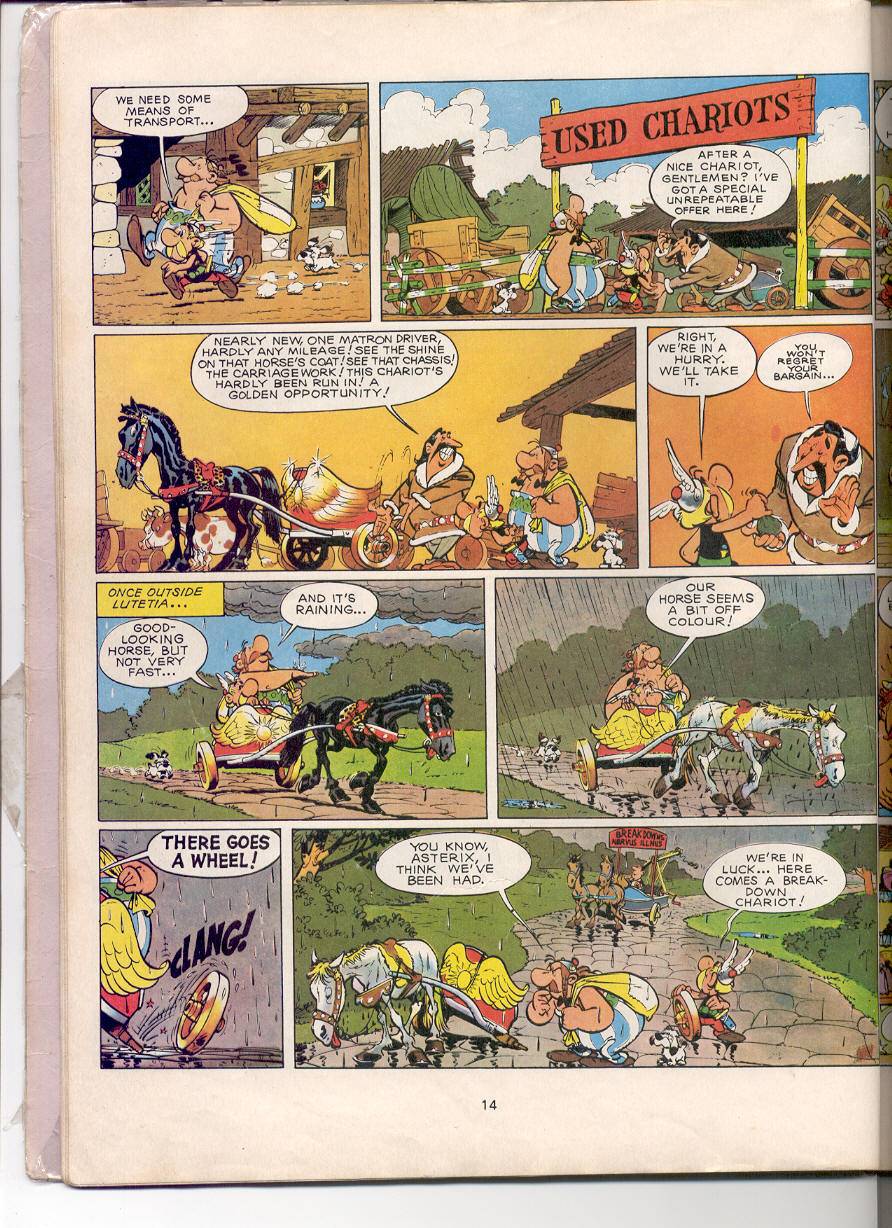 WE NEED SOME
MEANS OF
TRANSPORT...
USED CHARIOTS
AFTER A
NICE CHARIOT,
GENTLEMEN? I'VE
GOT A SPECIAL
UNREPEATABLE
OFFER HERE!
NEARLY NEW, ONE MATRON DRIVER,
HARDLY ANY MILEAGE! SEE THE SHINE
ON THAT HORSE'S COAT! SEE THAT CHASSIS!
THE CARRIAGEWORK! THIS CHARIOT'S
HARDLY BEEN RUN IN! A
GOLDEN OPPORTUNITY!
RIGHT,
WE'RE IN A
HURRY.
WE'LL TAKE
IT.
YOU
WON'T
REGRET
YOUR
BARGAIN...
ONCE OUTSIDE
LUTETIA...
GOOD-
LOOKING
HORSE, BUT
NOT VERY
FAST...
AND IT'S
RAINING...
OUR
HORSE SEEMS
A BIT OFF
COLOUR!
THERE GOES
A WHEEL!
CLANG!
YOU KNOW,
ASTERIX, I
THINK WE'VE
BEEN HAD.
BREAKDOWNS
NERVUS ILLNUS
WE'RE IN
LUCK... HERE
COMES A BREAK-
DOWN
CHARIOT!
14